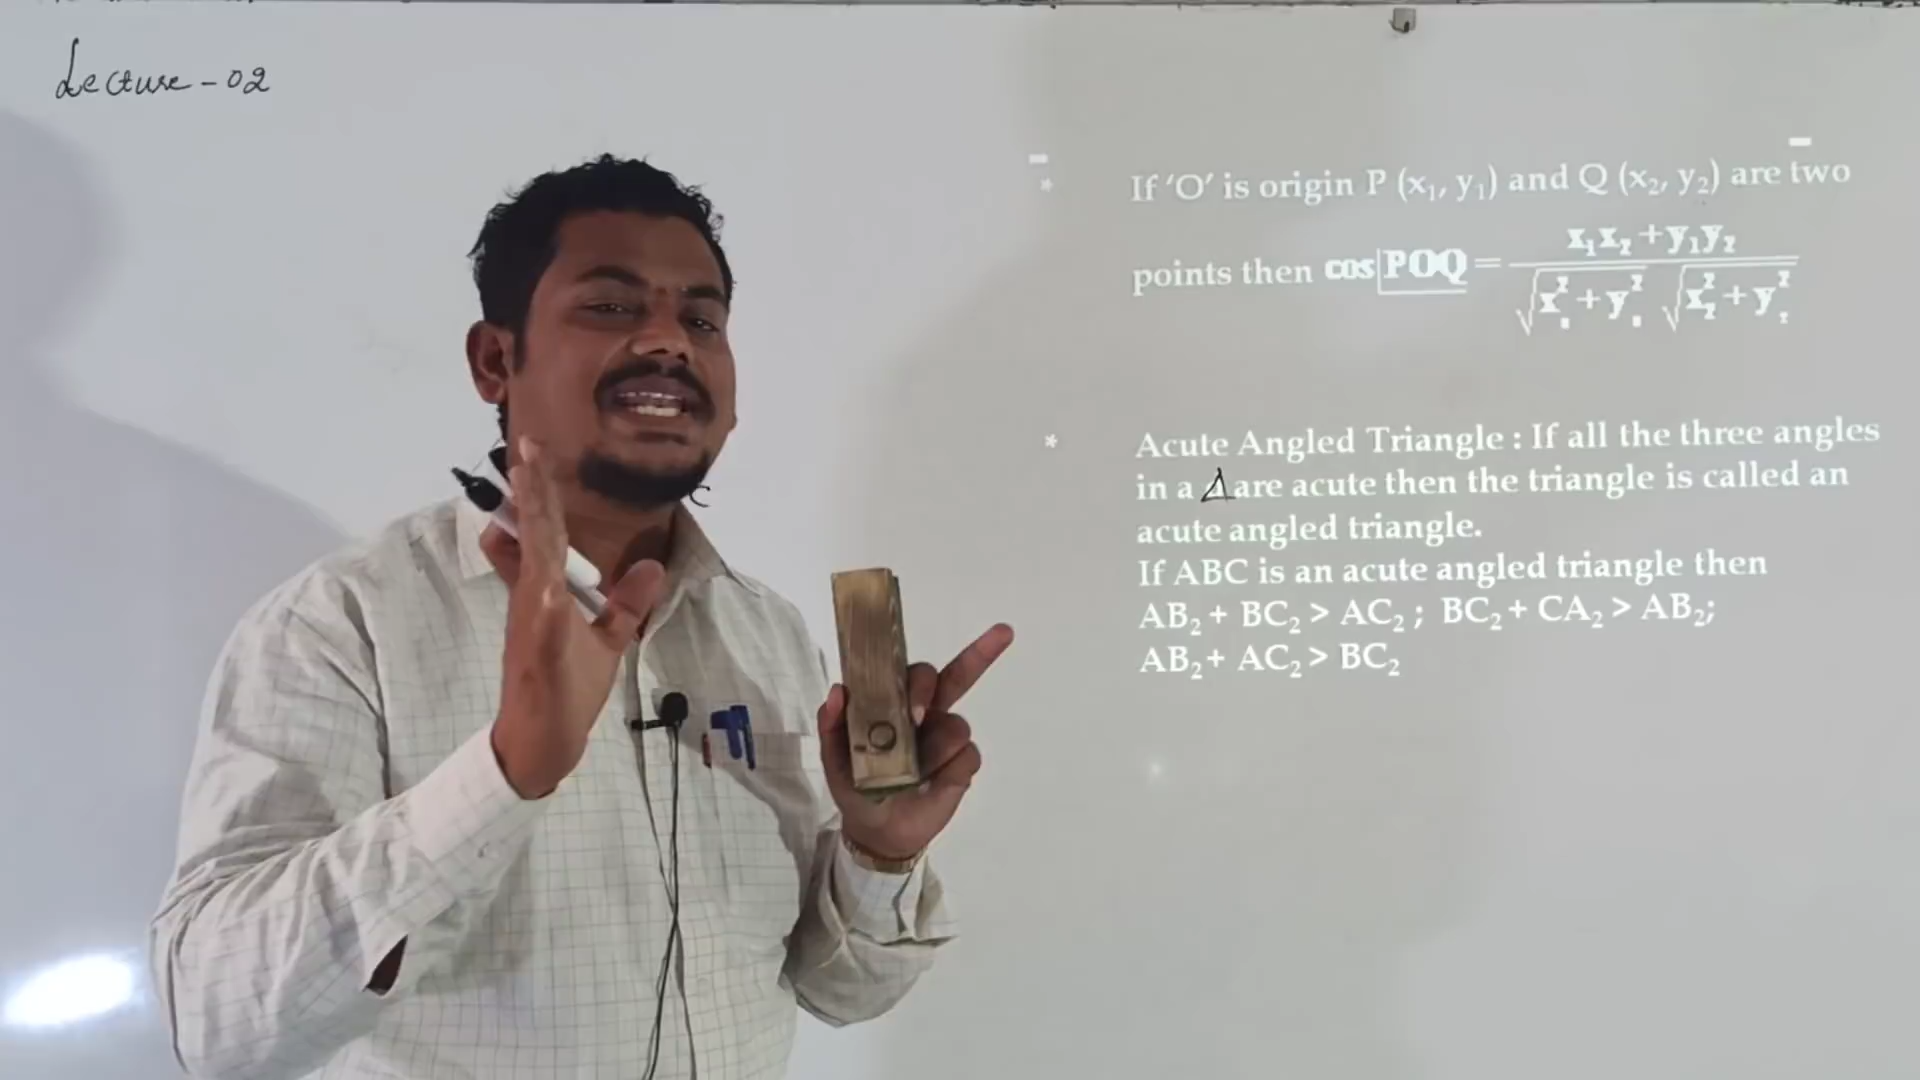 Lecture - 02
* If ‘O’ is origin P (x₁, y₁) and Q (x₂, y₂) are two
points then cos∠POQ = (x₁x₂ + y₁y₂) / (√(x₁² + y₁²) √(x₂² + y₂²))
* Acute Angled Triangle : If all the three angles
in a Δ are acute then the triangle is called an
acute angled triangle.
If ABC is an acute angled triangle then
AB₂ + BC₂ > AC₂ ; BC₂ + CA₂ > AB₂;
AB₂ + AC₂ > BC₂
C